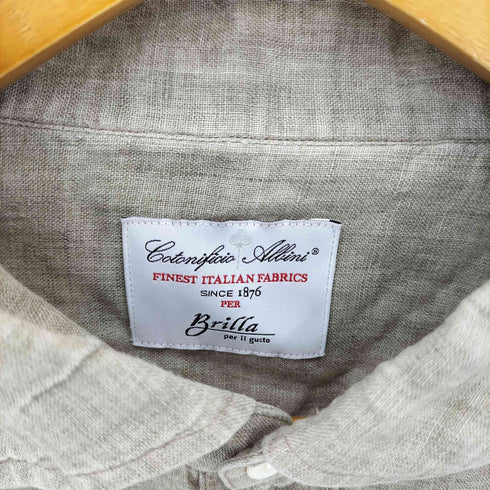 Cotonificio Albini®
FINEST ITALIAN FABRICS
SINCE 1876
PER
Brilla
per il gusto